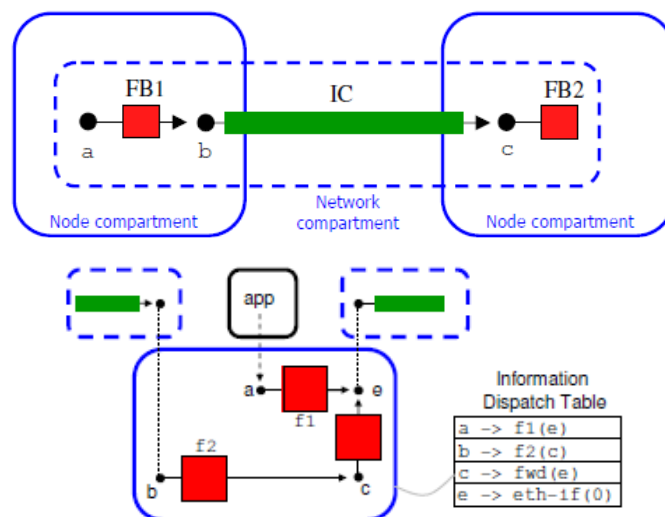 FB1
IC
FB2
a
b
c
Network
compartment
Node compartment
Node compartment
app
a
f1
e
f2
b
c
Information
Dispatch Table
a -> f1(e)
b -> f2(c)
c -> fwd(e)
e -> eth-if(0)